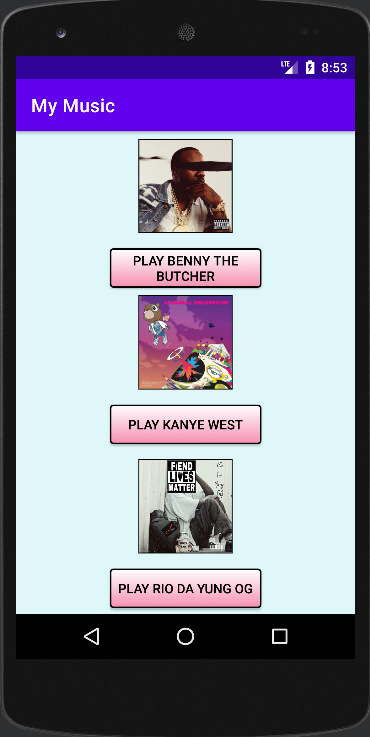 LTE 8:53
My Music
PLAY BENNY THE
BUTCHER
PLAY KANYE WEST
FiEND
LIVES
MATTER
PLAY RIO DA YUNG OG